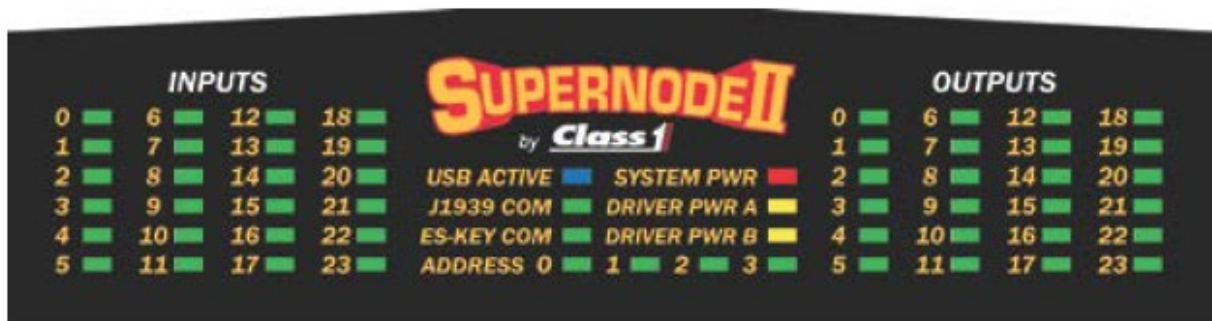 INPUTS
0 6 12 18
1 7 13 19
2 8 14 20
3 9 15 21
4 10 16 22
5 11 17 23
SUPERNODE II
by Class 1
USB ACTIVE SYSTEM PWR
J1939 COM DRIVER PWR A
ES-KEY COM DRIVER PWR B
ADDRESS 0 1 2 3
OUTPUTS
0 6 12 18
1 7 13 19
2 8 14 20
3 9 15 21
4 10 16 22
5 11 17 23